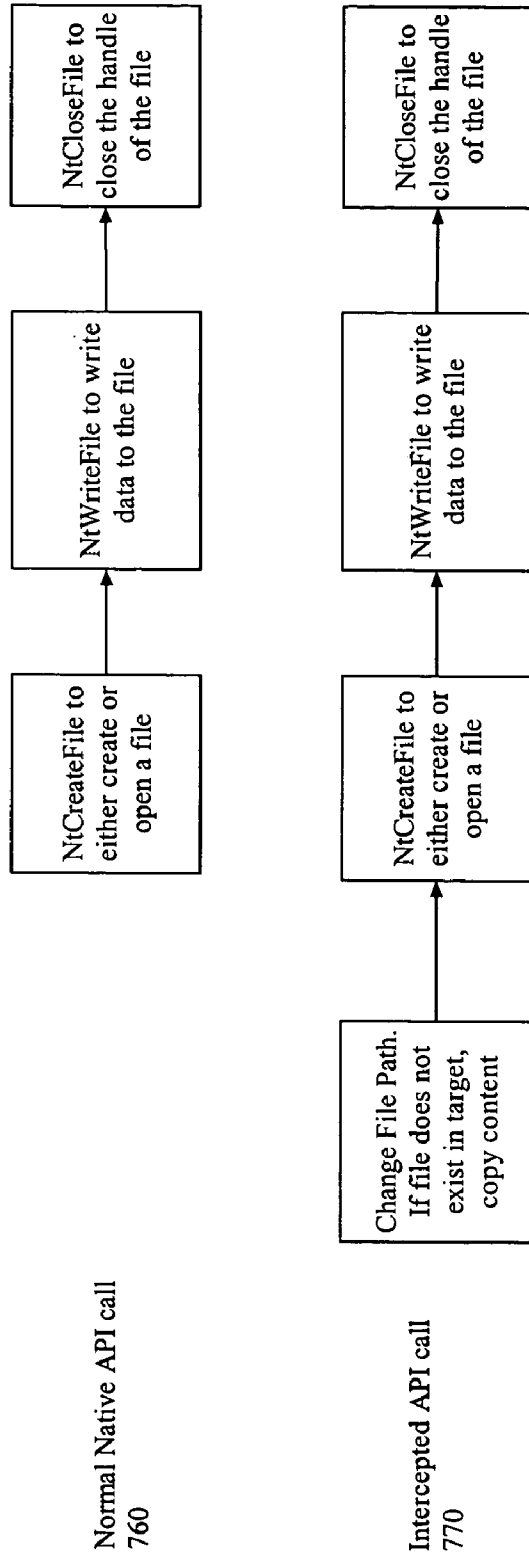 Normal Native API call
760
NtCreateFile to
either create or
open a file
NtWriteFile to write
data to the file
NtCloseFile to
close the handle
of the file
Intercepted API call
770
Change File Path.
If file does not
exist in target,
copy content
NtCreateFile to
either create or
open a file
NtWriteFile to write
data to the file
NtCloseFile to
close the handle
of the file